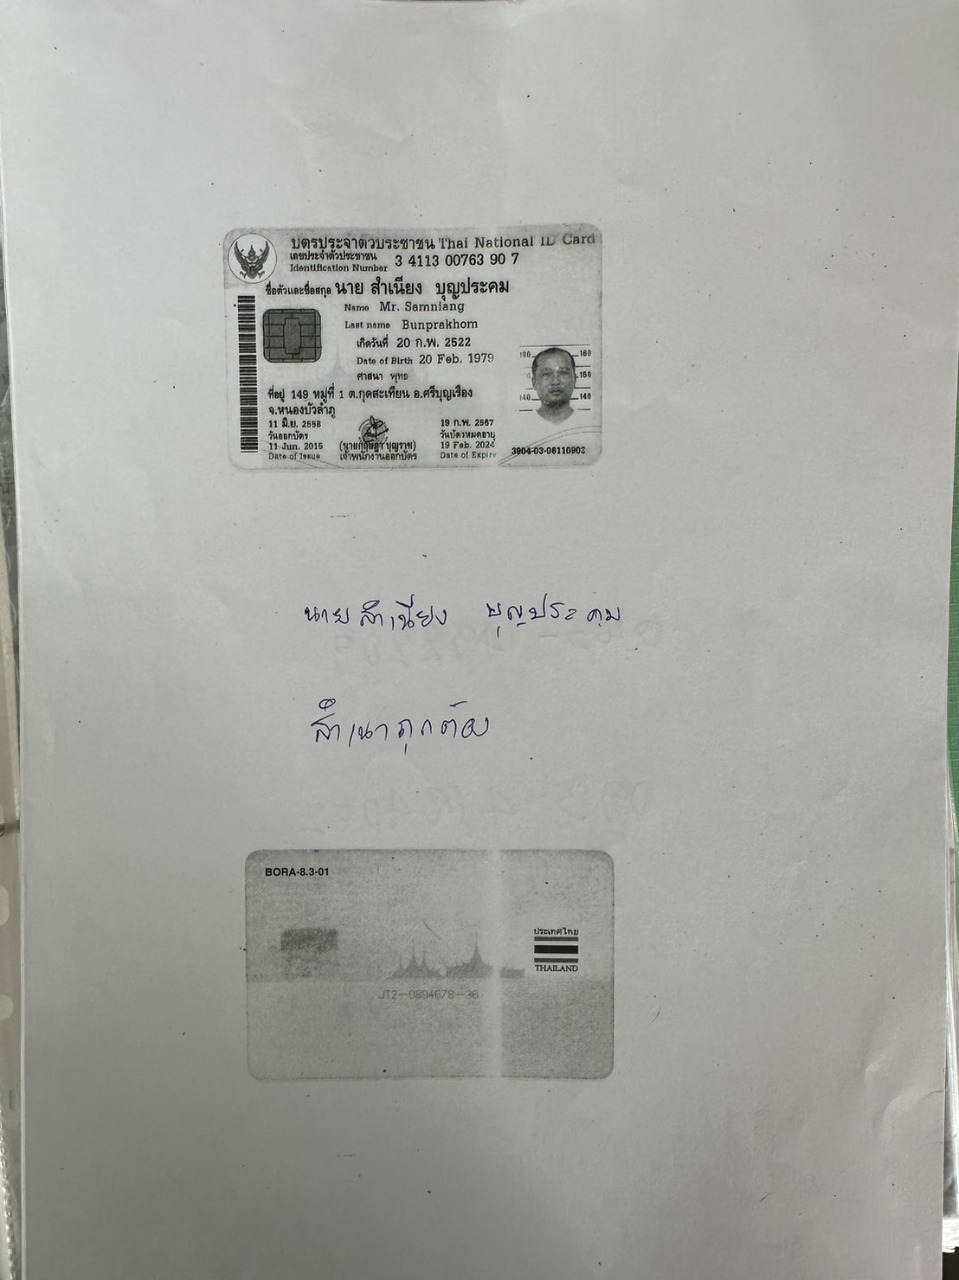 บัตรประจำตัวประชาชน Thai National ID Card
เลขประจำตัวประชาชน
Identification Number
3 4113 00763 90 7
ชื่อตัวและชื่อสกุล นาย สำเนียง บุญประคม
Name Mr. Samniang
Last name Bunprakhom
เกิดวันที่ 20 ก.พ. 2522
Date of Birth 20 Feb. 1979
ศาสนา พุทธ
ที่อยู่ 149 หมู่ที่ 1 ต.กุดสะเทียน อ.ศรีบุญเรือง
จ.หนองบัวลำภู
11 มิ.ย. 2558
วันออกบัตร
11 Jun. 2015
Date of Issue
เจ้าพนักงานออกบัตร
19 ก.พ. 2567
วันบัตรหมดอายุ
19 Feb. 2024
Date of Expiry
160 160
150
140 140
3904-03-06110903
นายสำเนียง บุญประคม
สำเนาถูกต้อง
BORA-8.3-01
ประเทศไทย
THAILAND
JT2-0894678-36